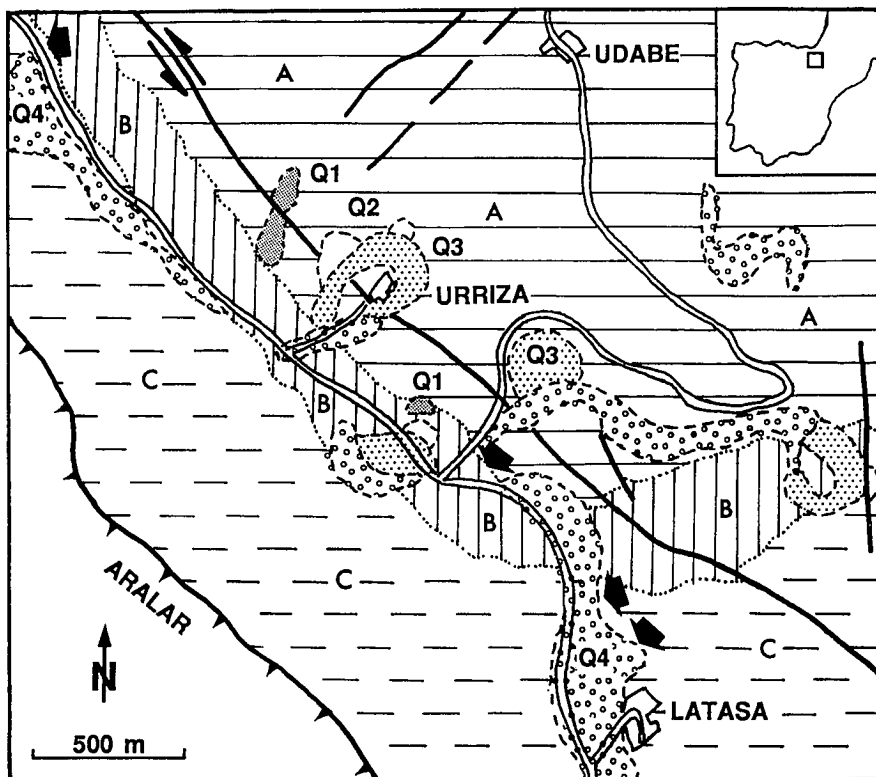 UDABE
A
Q4
B
Q1
Q2
A
Q3
URRIZA
A
Q3
C
Q1
B
B
B
C
ARALAR
C
N
Q4
LATASA
500 m